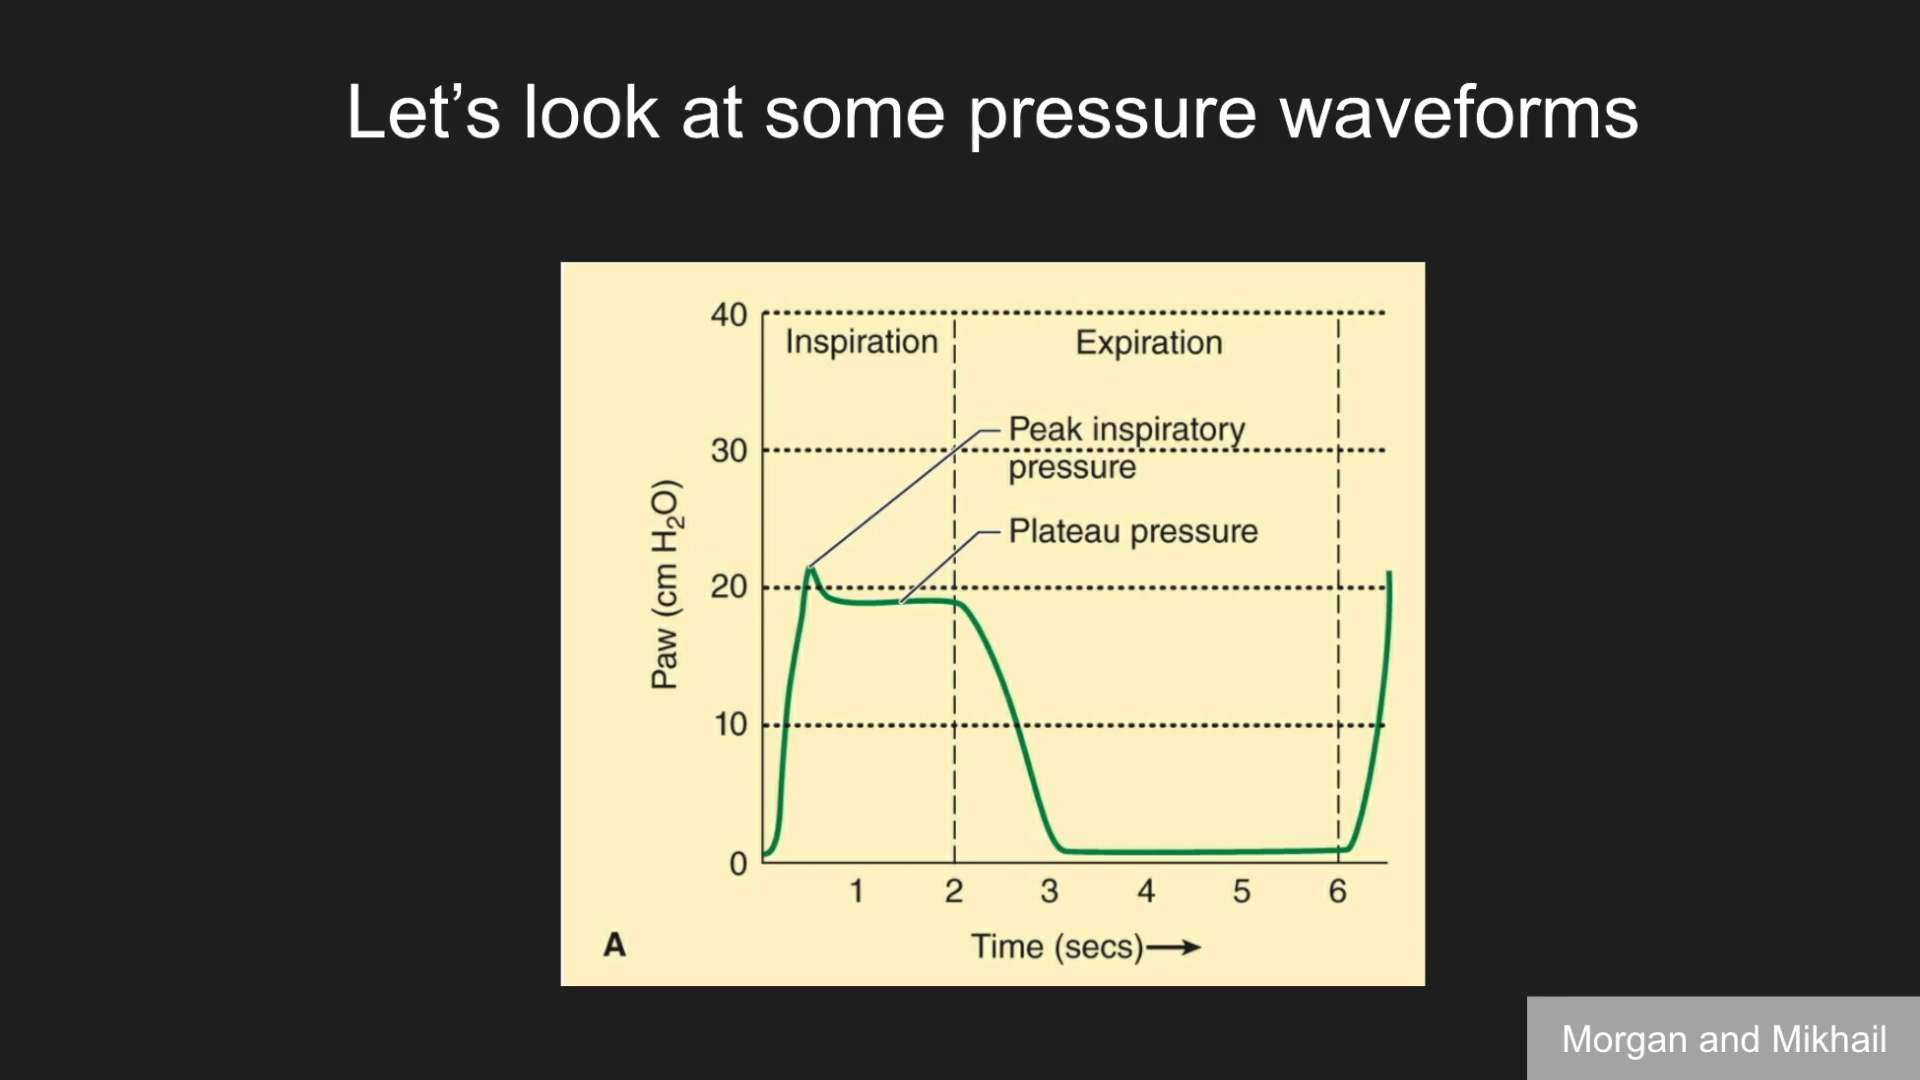 Let's look at some pressure waveforms
40
Inspiration
Expiration
Peak inspiratory
30
pressure
Plateau pressure
Paw (cm H₂O)
20
10
0
1 2 3 4 5 6
A
Time (secs)→
Morgan and Mikhail